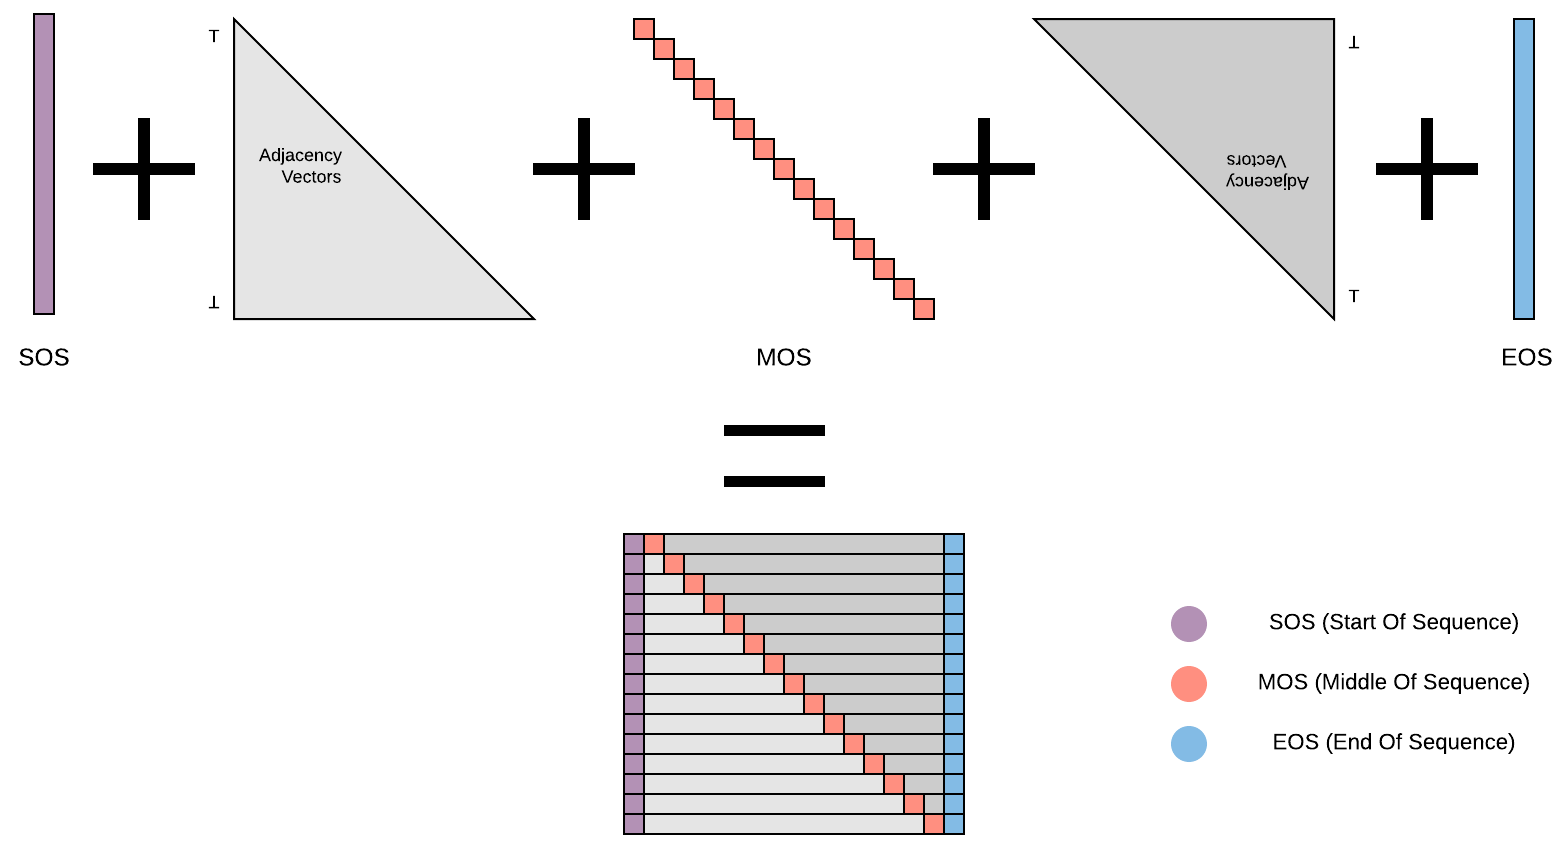 T
Adjacency
Vectors
T
T
Adjacency
Vectors
T
SOS
MOS
EOS
SOS (Start Of Sequence)
MOS (Middle Of Sequence)
EOS (End Of Sequence)